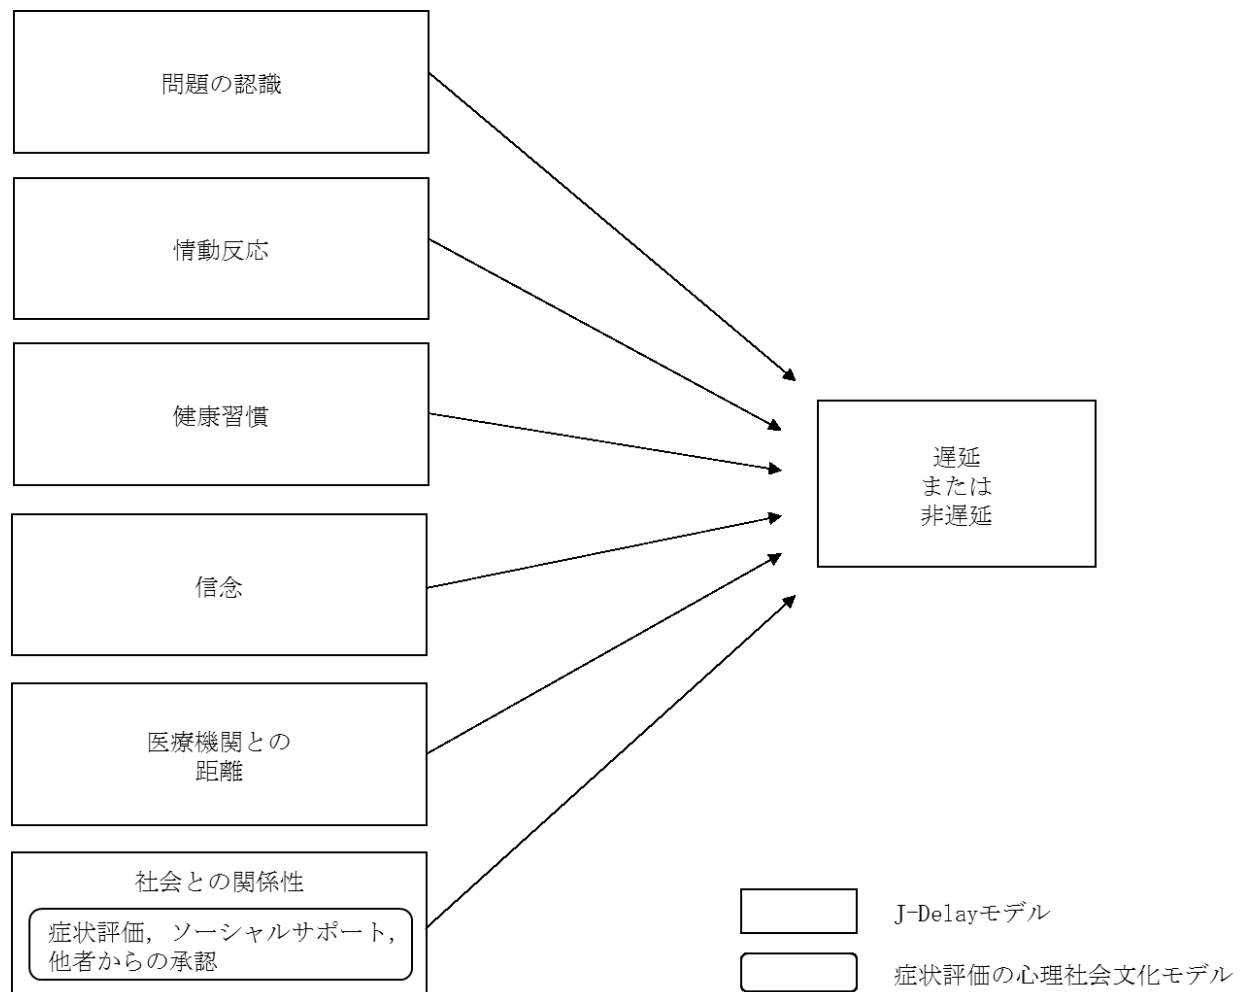 問題の認識
情動反応
健康習慣
信念
医療機関との
距離
社会との関係性
症状評価，ソーシャルサポート，
他者からの承認
遅延
または
非遅延
J-Delayモデル
症状評価の心理社会文化モデル